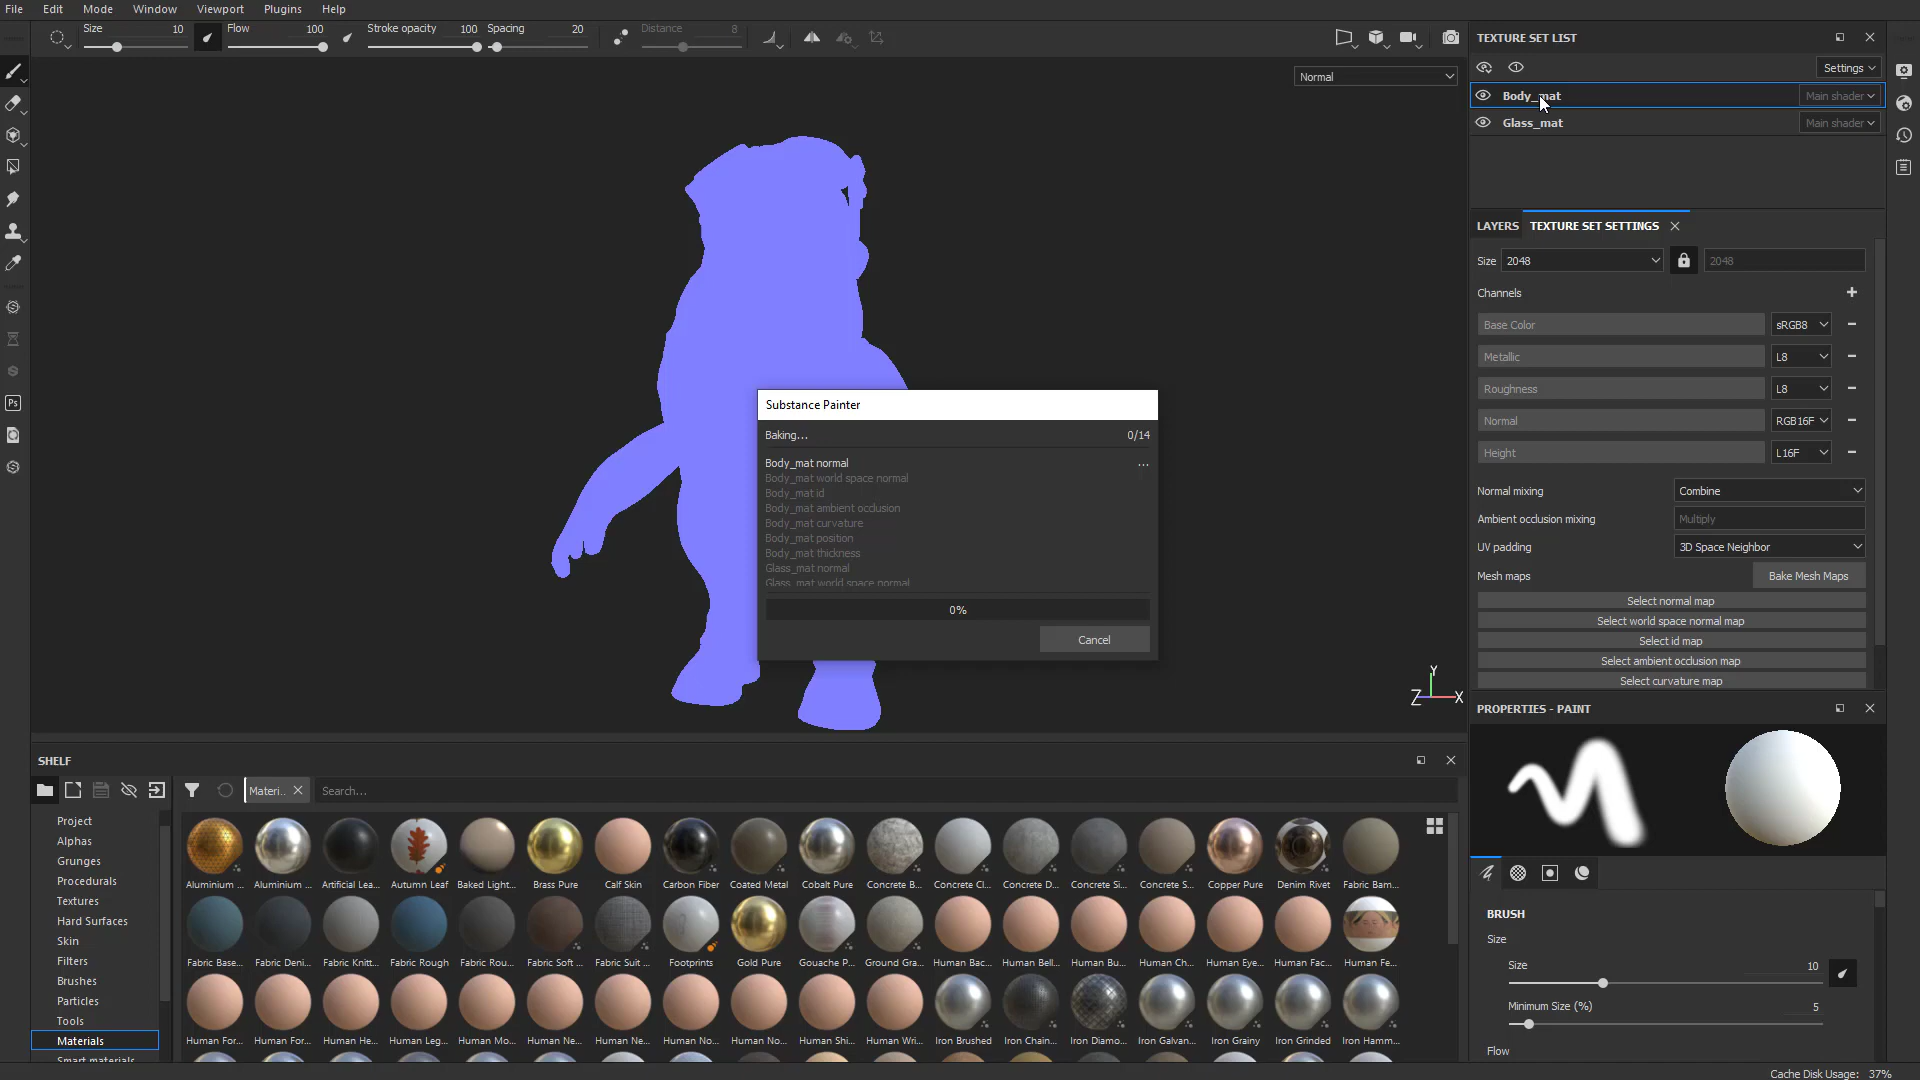 File Edit Mode Window Viewport Plugins Help
Size 10 Flow 100 Stroke opacity 100 Spacing 20 Distance 8
Normal
TEXTURE SET LIST
Settings
Body_mat Main shader
Glass_mat Main shader
LAYERS TEXTURE SET SETTINGS
Size 2048 2048
Channels
Base Color sRGB8
Metallic L8
Roughness L8
Normal RGB16F
Height L16F
Normal mixing Combine
Ambient occlusion mixing Multiply
UV padding 3D Space Neighbor
Mesh maps Bake Mesh Maps
Select normal map
Select world space normal map
Select id map
Select ambient occlusion map
Select curvature map
Substance Painter
Baking... 0/14
Body_mat normal ...
Body_mat world space normal
Body_mat id
Body_mat ambient occlusion
Body_mat curvature
Body_mat position
Body_mat thickness
Glass_mat normal
Glass_mat world space normal
0%
Cancel
Y
Z X
Ps
PROPERTIES - PAINT
BRUSH
Size
Size 10
Minimum Size (%) 5
Flow
SHELF
Materi.. Search...
Project
Alphas
Grunges
Procedurals
Textures
Hard Surfaces
Skin
Filters
Brushes
Particles
Tools
Materials
Smart materials
Aluminium ... Aluminium ... Artificial Lea... Autumn Leaf Baked Light... Brass Pure Calf Skin Carbon Fiber Coated Metal Cobalt Pure Concrete B... Concrete Cl... Concrete D... Concrete Si... Concrete S... Copper Pure Denim Rivet Fabric Bam...
Fabric Base... Fabric Deni... Fabric Knitt... Fabric Rough Fabric Rou... Fabric Soft ... Fabric Suit ... Footprints Gold Pure Gouache P... Ground Gra... Human Bac... Human Bell... Human Bu... Human Ch... Human Eye... Human Fac... Human Fe...
Human For... Human For... Human He... Human Leg... Human Mo... Human Ne... Human Ne... Human No... Human No... Human Shi... Human Wri... Iron Brushed Iron Chain... Iron Diamo... Iron Galvan... Iron Grainy Iron Grinded Iron Hamm...
Cache Disk Usage: 37%